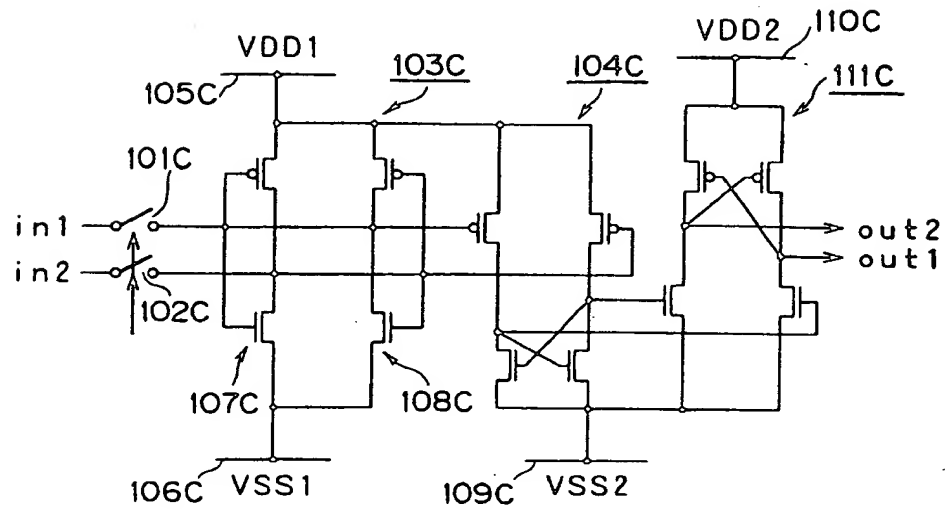 VDD1
105C
103C
104C
VDD2
110C
111C
101C
in1
in2
102C
out2
out1
107C
108C
106C
VSS1
109C
VSS2